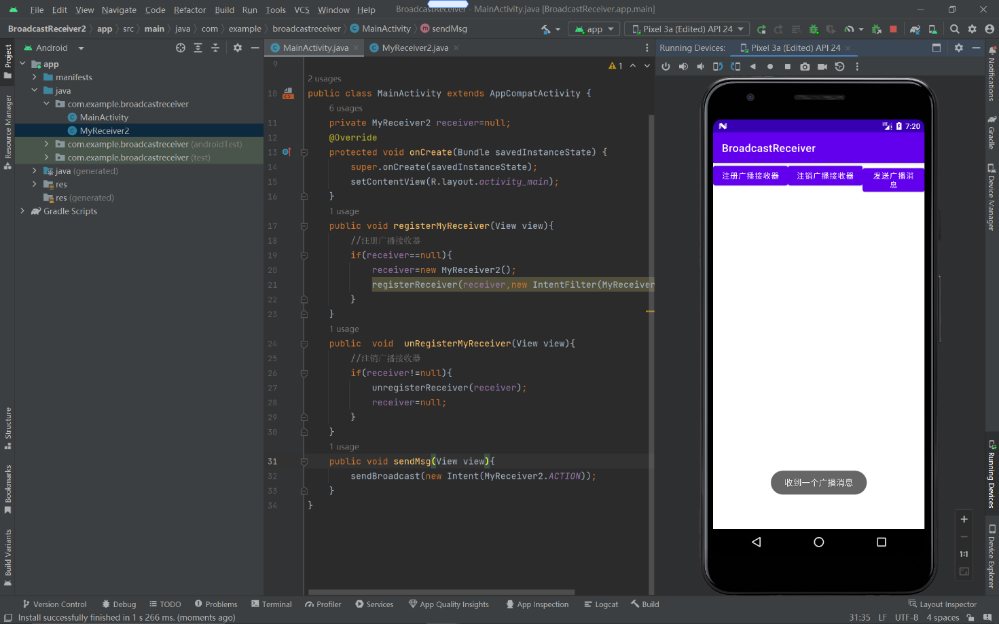 File Edit View Navigate Code Refactor Build Run Tools VCS Window Help BroadcastReceiver - MainActivity.java [BroadcastReceiver.app.main]
BroadcastReceiver2 app src main java com example broadcastreceiver MainActivity sendMsg app Pixel 3a (Edited) API 24
Project
Resource Manager
Structure
Bookmarks
Build Variants
Android
app
manifests
java
com.example.broadcastreceiver
MainActivity
MyReceiver2
com.example.broadcastreceiver (androidTest)
com.example.broadcastreceiver (test)
java (generated)
res
res (generated)
Gradle Scripts
MainActivity.java MyReceiver2.java
1
9
2 usages
10 public class MainActivity extends AppCompatActivity {
6 usages
11 private MyReceiver2 receiver=null;
12 @Override
13 protected void onCreate(Bundle savedInstanceState) {
14 super.onCreate(savedInstanceState);
15 setContentView(R.layout.activity_main);
16 }
1 usage
17 public void registerMyReceiver(View view){
18 //注册广播接收器
19 if(receiver==null){
20 receiver=new MyReceiver2();
21 registerReceiver(receiver,new IntentFilter(MyReceiver
22 }
23 }
1 usage
24 public void unRegisterMyReceiver(View view){
25 //注销广播接收器
26 if(receiver!=null){
27 unregisterReceiver(receiver);
28 receiver=null;
29 }
30 }
1 usage
31 public void sendMsg(View view){
32 sendBroadcast(new Intent(MyReceiver2.ACTION));
33 }
34 }
Running Devices: Pixel 3a (Edited) API 24
LTE 7:20
BroadcastReceiver
注册广播接收器 注销广播接收器 发送广播消
息
收到一个广播消息
1:1
Notifications
Gradle
Device Manager
Running Devices
Device Explorer
Version Control Debug TODO Problems Terminal Profiler Services App Quality Insights App Inspection Logcat Build Layout Inspector
Install successfully finished in 1 s 266 ms. (moments ago) 31:35 LF UTF-8 4 spaces